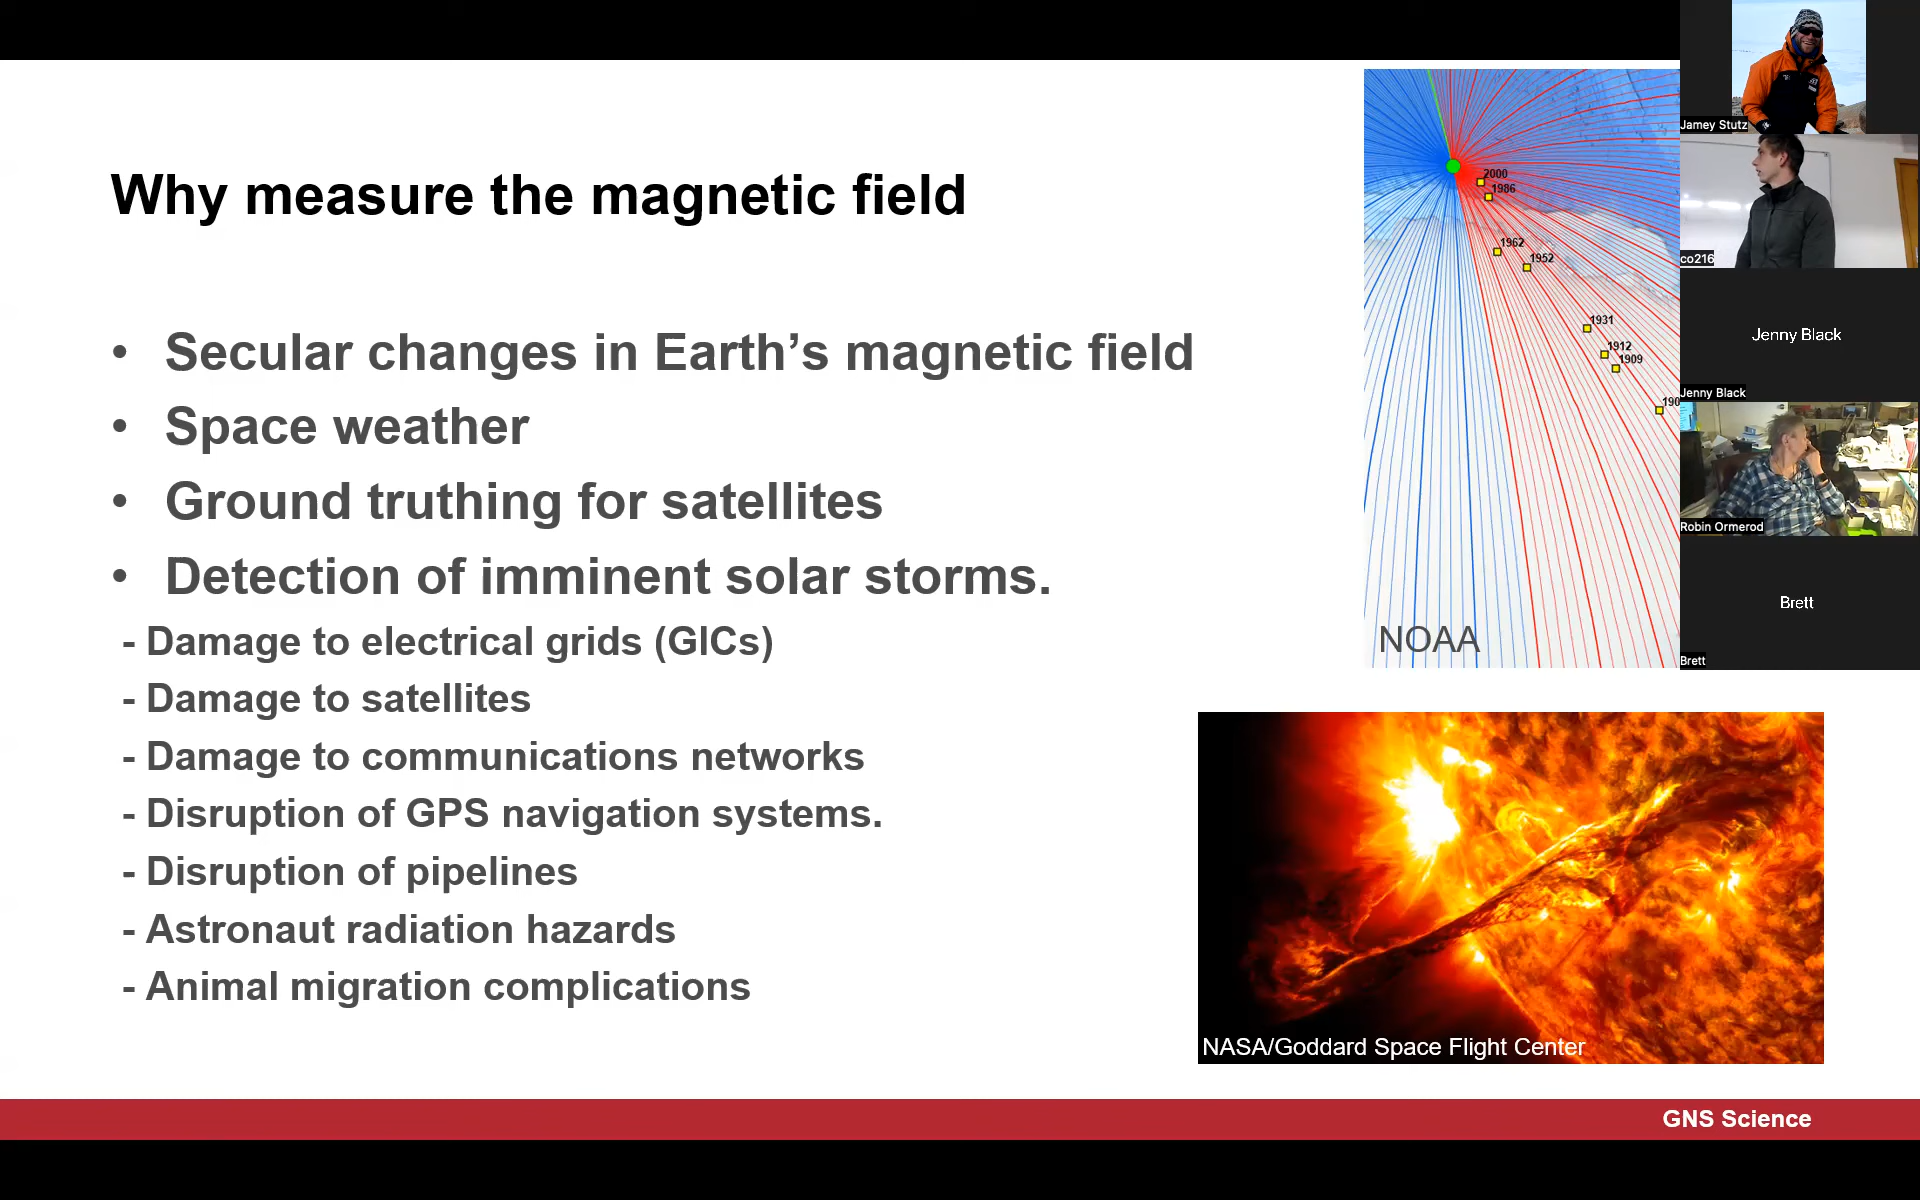 Why measure the magnetic field
• Secular changes in Earth’s magnetic field
• Space weather
• Ground truthing for satellites
• Detection of imminent solar storms.
- Damage to electrical grids (GICs)
- Damage to satellites
- Damage to communications networks
- Disruption of GPS navigation systems.
- Disruption of pipelines
- Astronaut radiation hazards
- Animal migration complications
2000
1986
1962
1952
1931
1912
1909
190
NOAA
NASA/Goddard Space Flight Center
GNS Science
Jamey Stutz
co216
Jenny Black
Jenny Black
Robin Ormerod
Brett
Brett